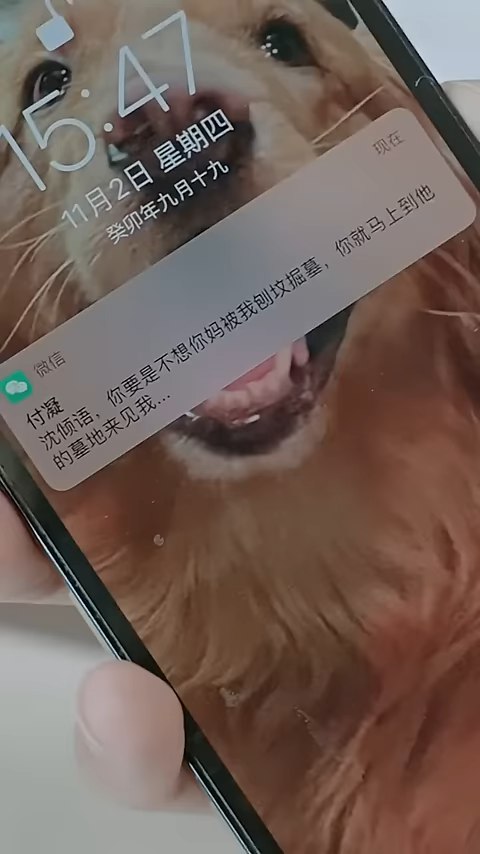 15:47
11月2日 星期四
癸卯年九月十九
微信
现在
付凝
沈倾语，你要是不想你妈被我刨坟掘墓，你就马上到他
的墓地来见我...